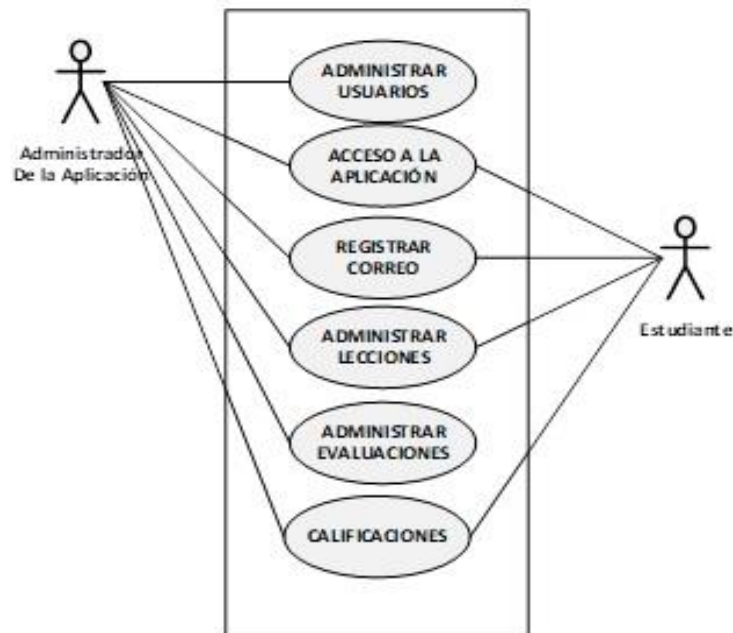 ADMINISTRAR
USUARIOS
Administrador
De la Aplicación
ACCESO A LA
APLICACIÓN
REGISTRAR
CORREO
Estudiante
ADMINISTRAR
LECCIONES
ADMINISTRAR
EVALUACIONES
CALIFICACIONES